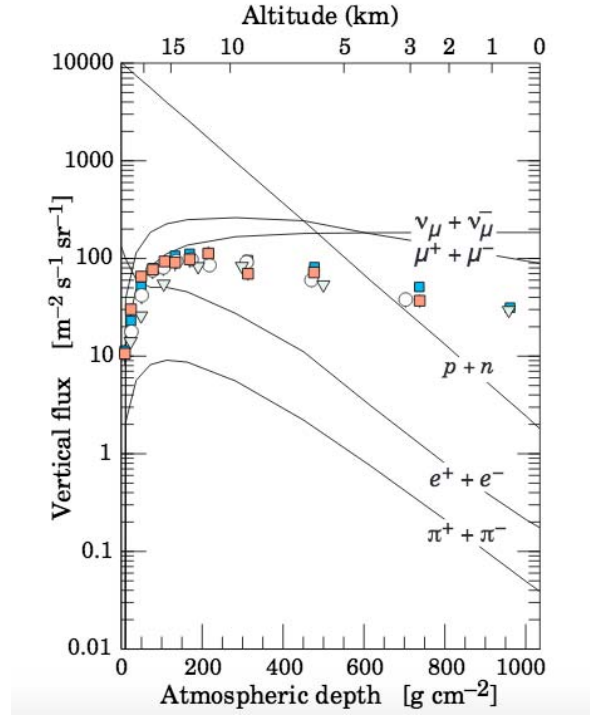 Altitude (km)
15 10 5 3 2 1 0
10000
1000
100
10
1
0.1
0.01
Vertical flux [m⁻² s⁻¹ sr⁻¹]
νμ + ν̄μ
μ⁺ + μ⁻
p + n
e⁺ + e⁻
π⁺ + π⁻
0 200 400 600 800 1000
Atmospheric depth [g cm⁻²]